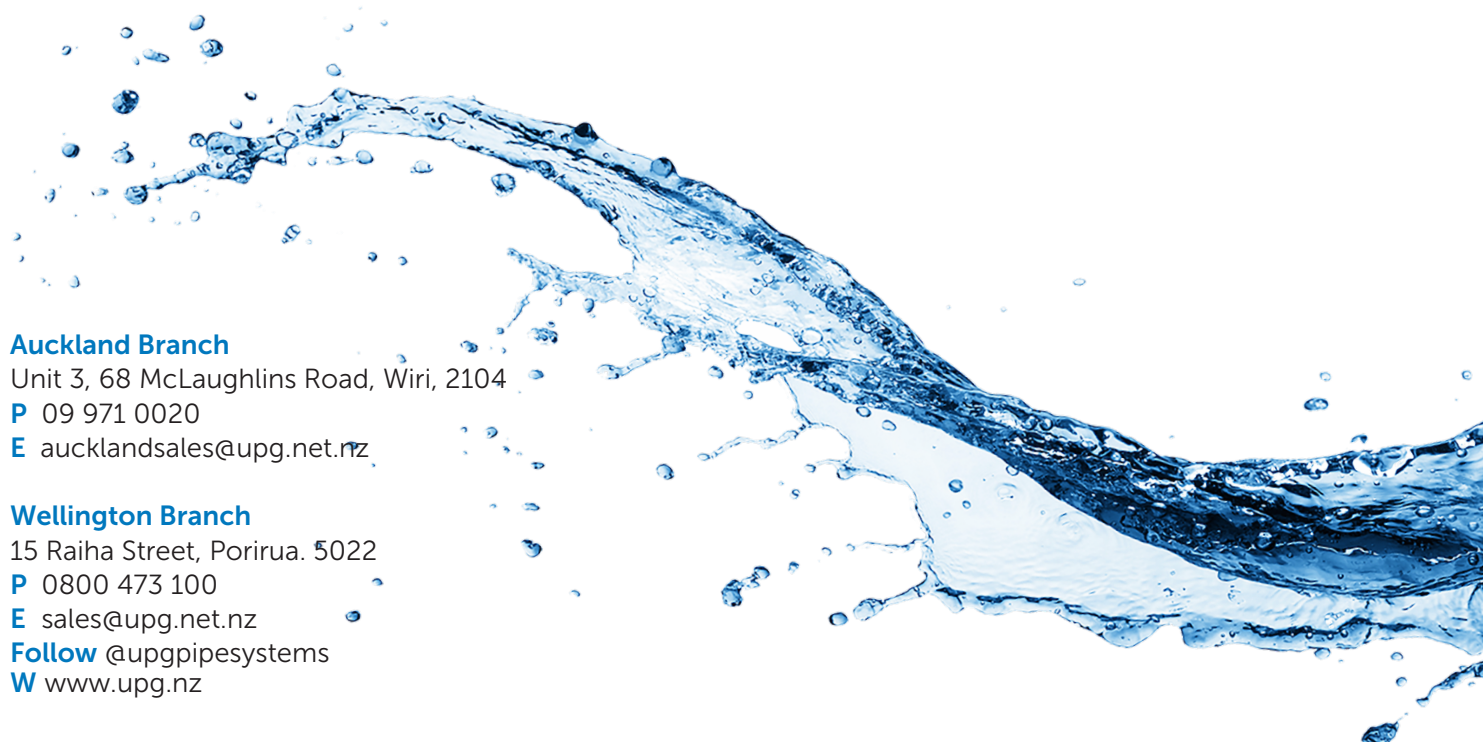 Auckland Branch
Unit 3, 68 McLaughlins Road, Wiri, 2104
P 09 971 0020
E aucklandsales@upg.net.nz
Wellington Branch
15 Raiha Street, Porirua. 5022
P 0800 473 100
E sales@upg.net.nz
Follow @upgpipesystems
W www.upg.nz